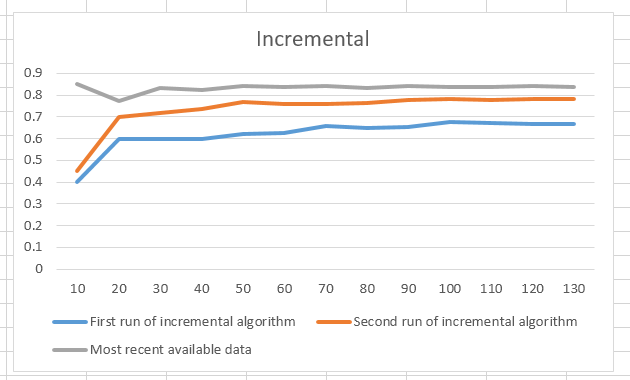 Incremental
0.9
0.8
0.7
0.6
0.5
0.4
0.3
0.2
0.1
0
10 20 30 40 50 60 70 80 90 100 110 120 130
First run of incremental algorithm Second run of incremental algorithm
Most recent available data